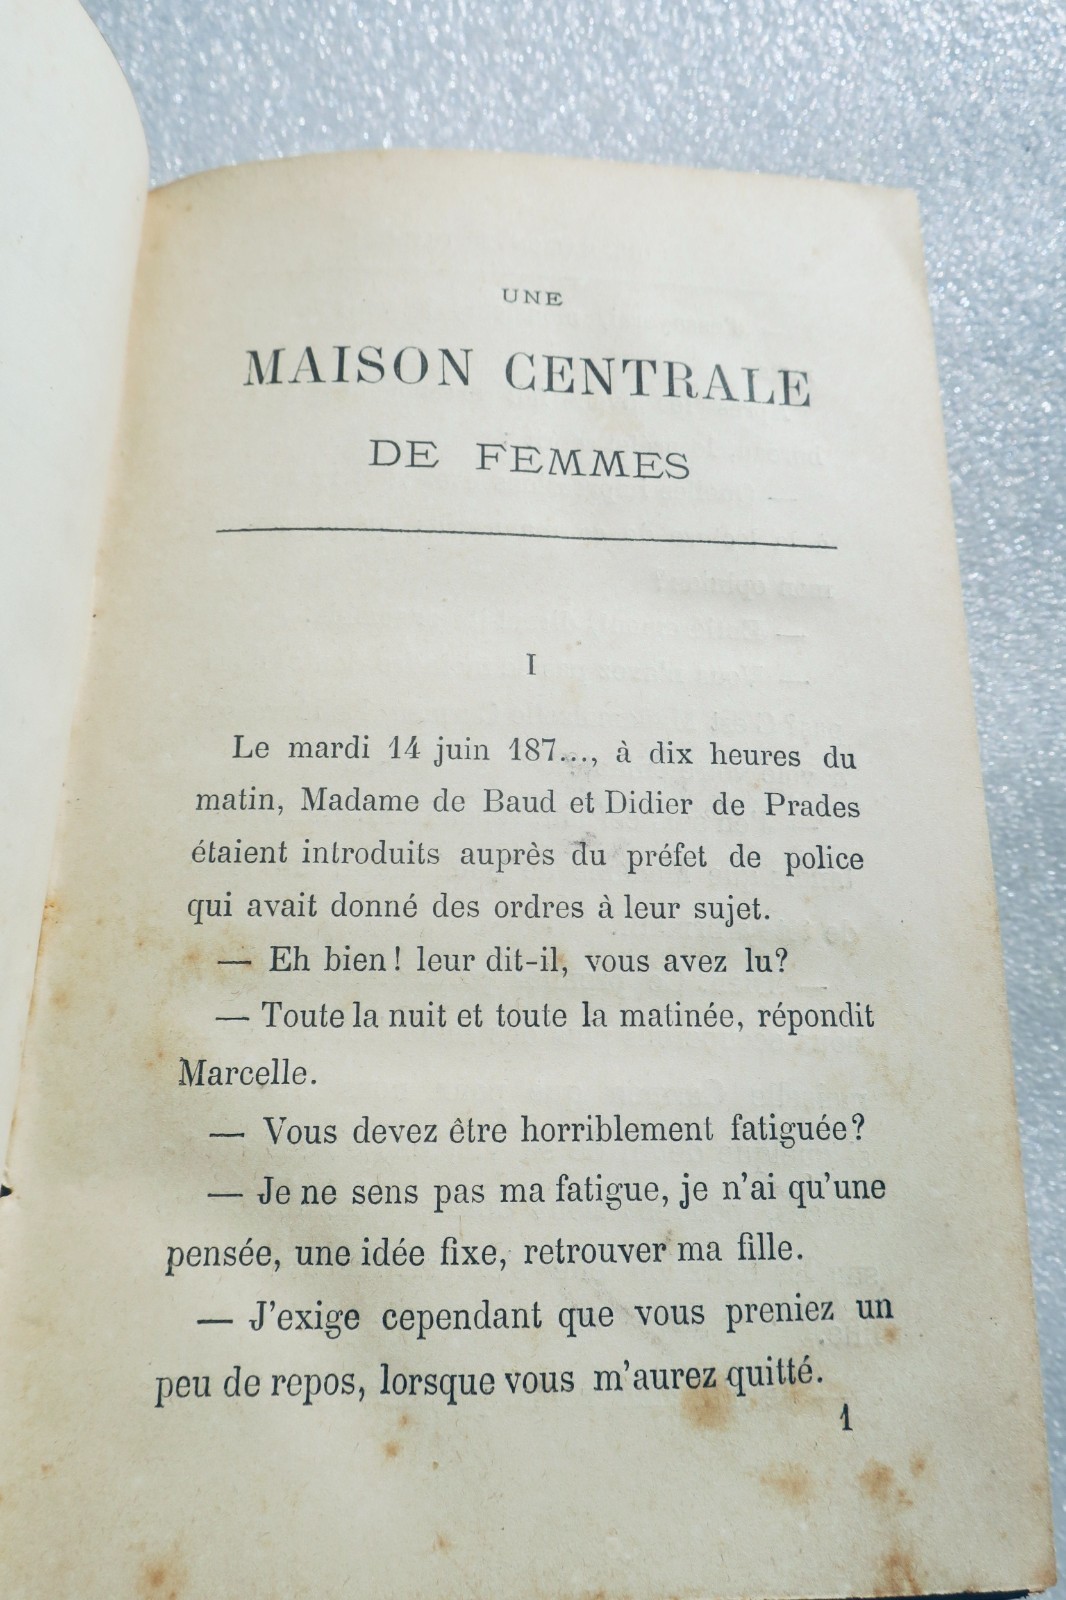 UNE
MAISON CENTRALE
DE FEMMES
I
Le mardi 14 juin 187..., à dix heures du
matin, Madame de Baud et Didier de Prades
étaient introduits auprès du préfet de police
qui avait donné des ordres à leur sujet.
— Eh bien! leur dit-il, vous avez lu?
— Toute la nuit et toute la matinée, répondit
Marcelle.
— Vous devez être horriblement fatiguée?
— Je ne sens pas ma fatigue, je n'ai qu'une
pensée, une idée fixe, retrouver ma fille.
— J'exige cependant que vous preniez un
peu de repos, lorsque vous m'aurez quitté.
1